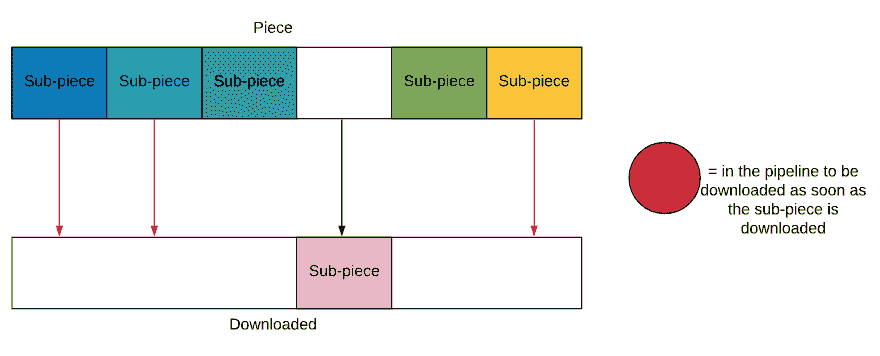 Piece
Sub-piece Sub-piece Sub-piece Sub-piece Sub-piece
= in the pipeline to be
downloaded as soon as
the sub-piece is
downloaded
Sub-piece
Downloaded